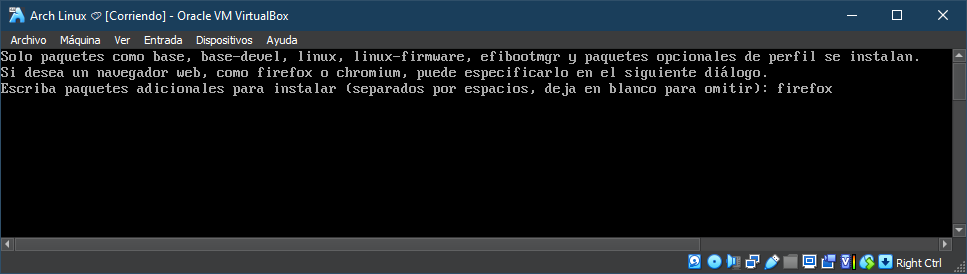 Arch Linux [Corriendo] - Oracle VM VirtualBox
Archivo Máquina Ver Entrada Dispositivos Ayuda
Solo paquetes como base, base-devel, linux, linux-firmware, efibootmgr y paquetes opcionales de perfil se instalan.
Si desea un navegador web, como firefox o chromium, puede especificarlo en el siguiente diálogo.
Escriba paquetes adicionales para instalar (separados por espacios, deja en blanco para omitir): firefox
Right Ctrl